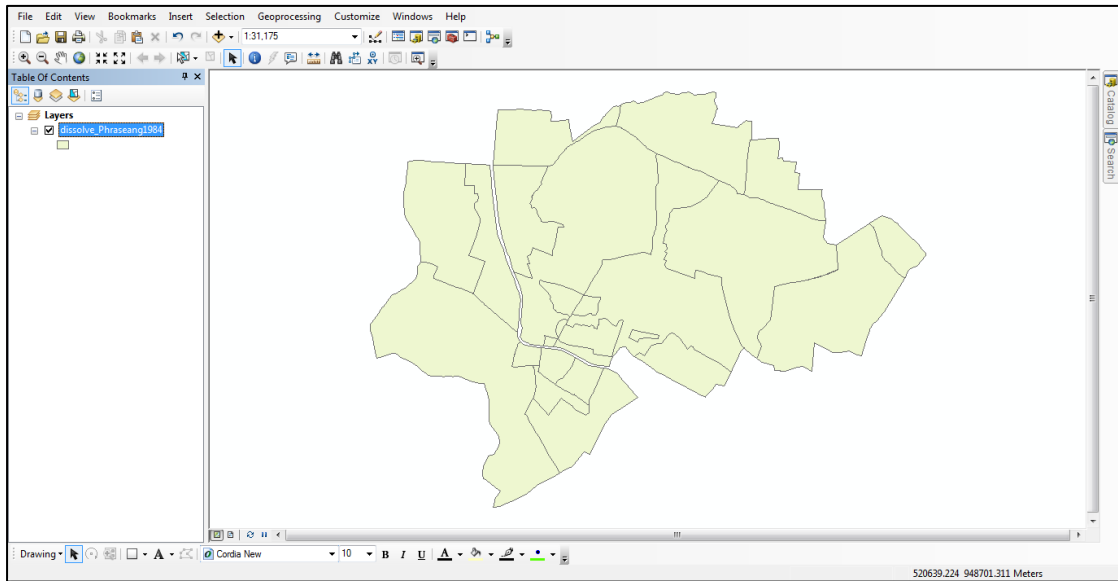 File Edit View Bookmarks Insert Selection Geoprocessing Customize Windows Help
1:31,175
Table Of Contents
Layers
dissolve_Phraseang1984
Catalog
Search
Drawing A Cordia New 10 B I U A
520639.224 948701.311 Meters